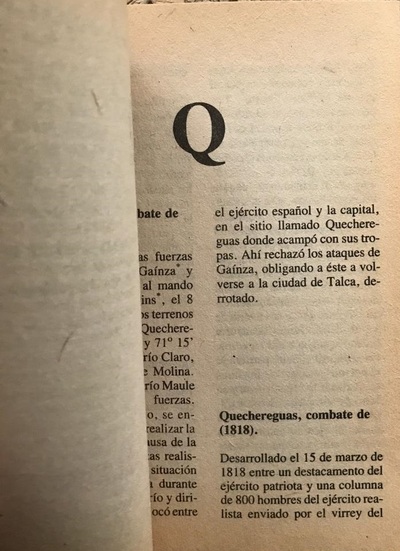 Q
bate de
as fuerzas
Gaínza* y
al mando
ins*, el 8
os terrenos
Quechere-
y 71° 15'
río Claro,
e Molina.
río Maule
fuerzas.
o, se en-
realizar la
ausa de la
tas realis-
situación
a durante
río y diri-
ocó entre
el ejército español y la capital,
en el sitio llamado Quechere-
guas donde acampó con sus tro-
pas. Ahí rechazó los ataques de
Gaínza, obligando a éste a vol-
verse a la ciudad de Talca, de-
rrotado.
Quechereguas, combate de
(1818).
Desarrollado el 15 de marzo de
1818 entre un destacamento del
ejército patriota y una columna
de 800 hombres del ejército rea-
lista enviado por el virrey del